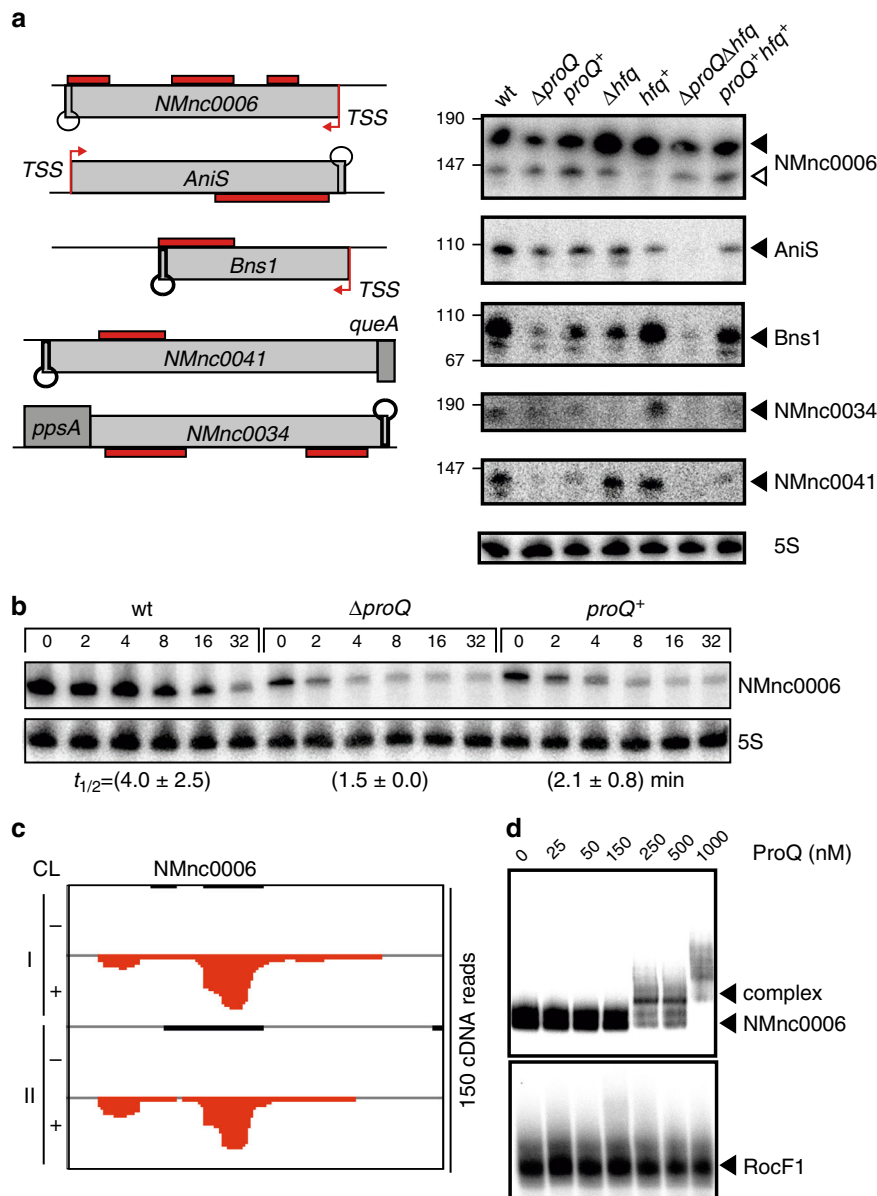 a
NMnc0006
TSS
TSS
AniS
Bns1
TSS
queA
NMnc0041
ppsA
NMnc0034
wt ΔproQ proQ+ Δhfq hfq+ ΔproQΔhfq proQ+hfq+
190
147
NMnc0006
110
AniS
110
67
Bns1
190
NMnc0034
147
NMnc0041
5S
b
wt ΔproQ proQ+
0 2 4 8 16 32 0 2 4 8 16 32 0 2 4 8 16 32
NMnc0006
5S
t1/2=(4.0 ± 2.5) (1.5 ± 0.0) (2.1 ± 0.8) min
c
CL NMnc0006
–
I
+
–
II
+
150 cDNA reads
d
0 25 50 150 250 500 1000 ProQ (nM)
complex
NMnc0006
RocF1